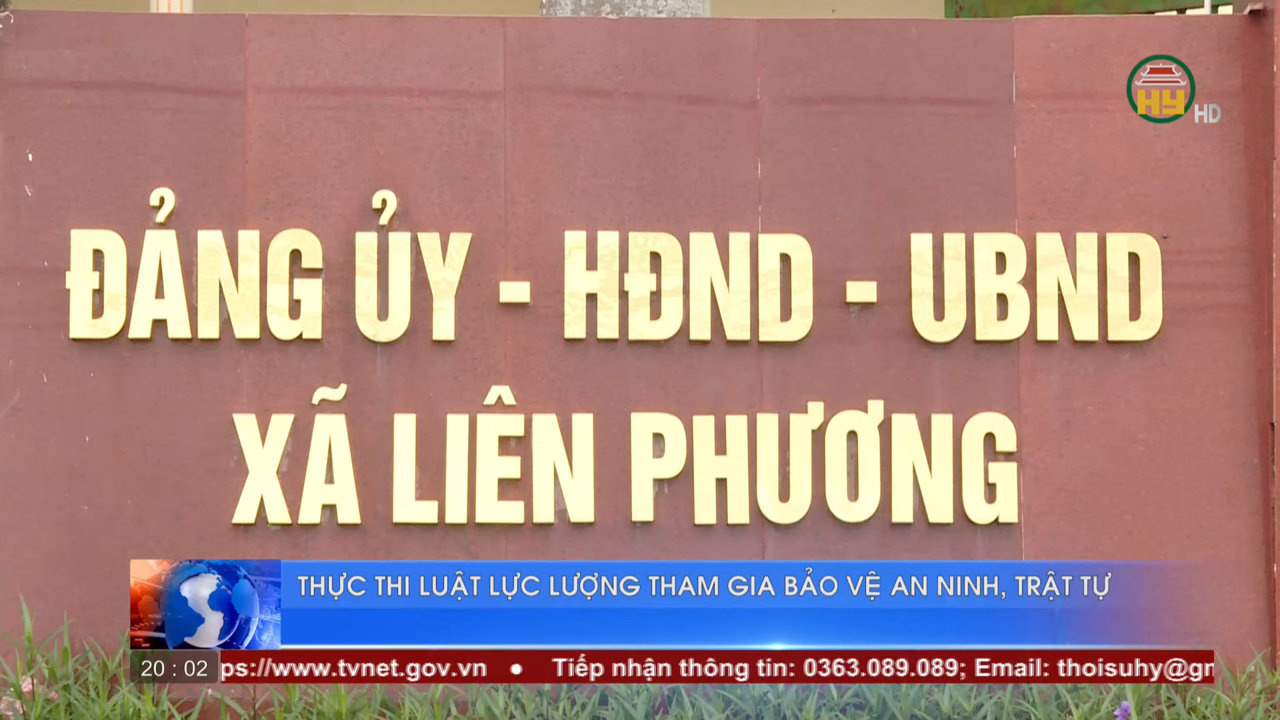 HY HD
ĐẢNG ỦY - HĐND - UBND
XÃ LIÊN PHƯƠNG
THỰC THI LUẬT LỰC LƯỢNG THAM GIA BẢO VỆ AN NINH, TRẬT TỰ
20 : 02 ps://www.tvnet.gov.vn ● Tiếp nhận thông tin: 0363.089.089; Email: thoisuhy@gm